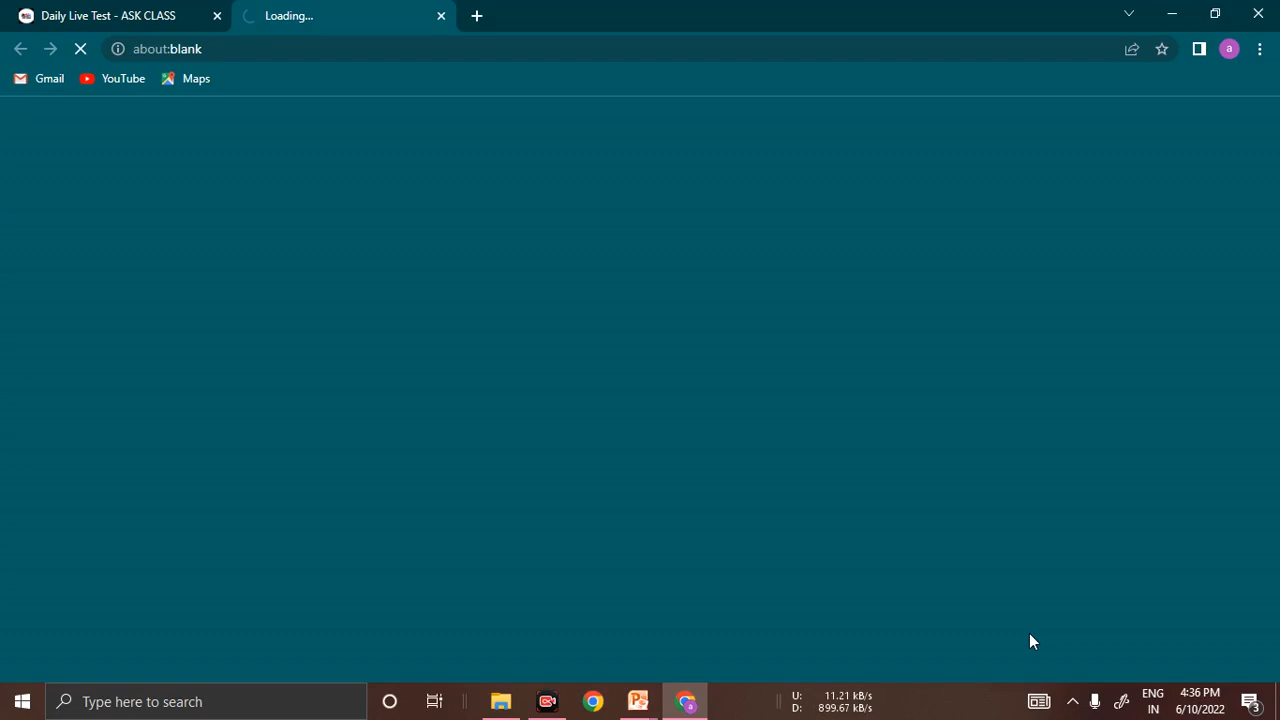 Daily Live Test - ASK CLASS
Loading...
about:blank
a
Gmail
YouTube
Maps
Type here to search
U: 11.21 kB/s
D: 899.67 kB/s
ENG
IN
4:36 PM
6/10/2022
3